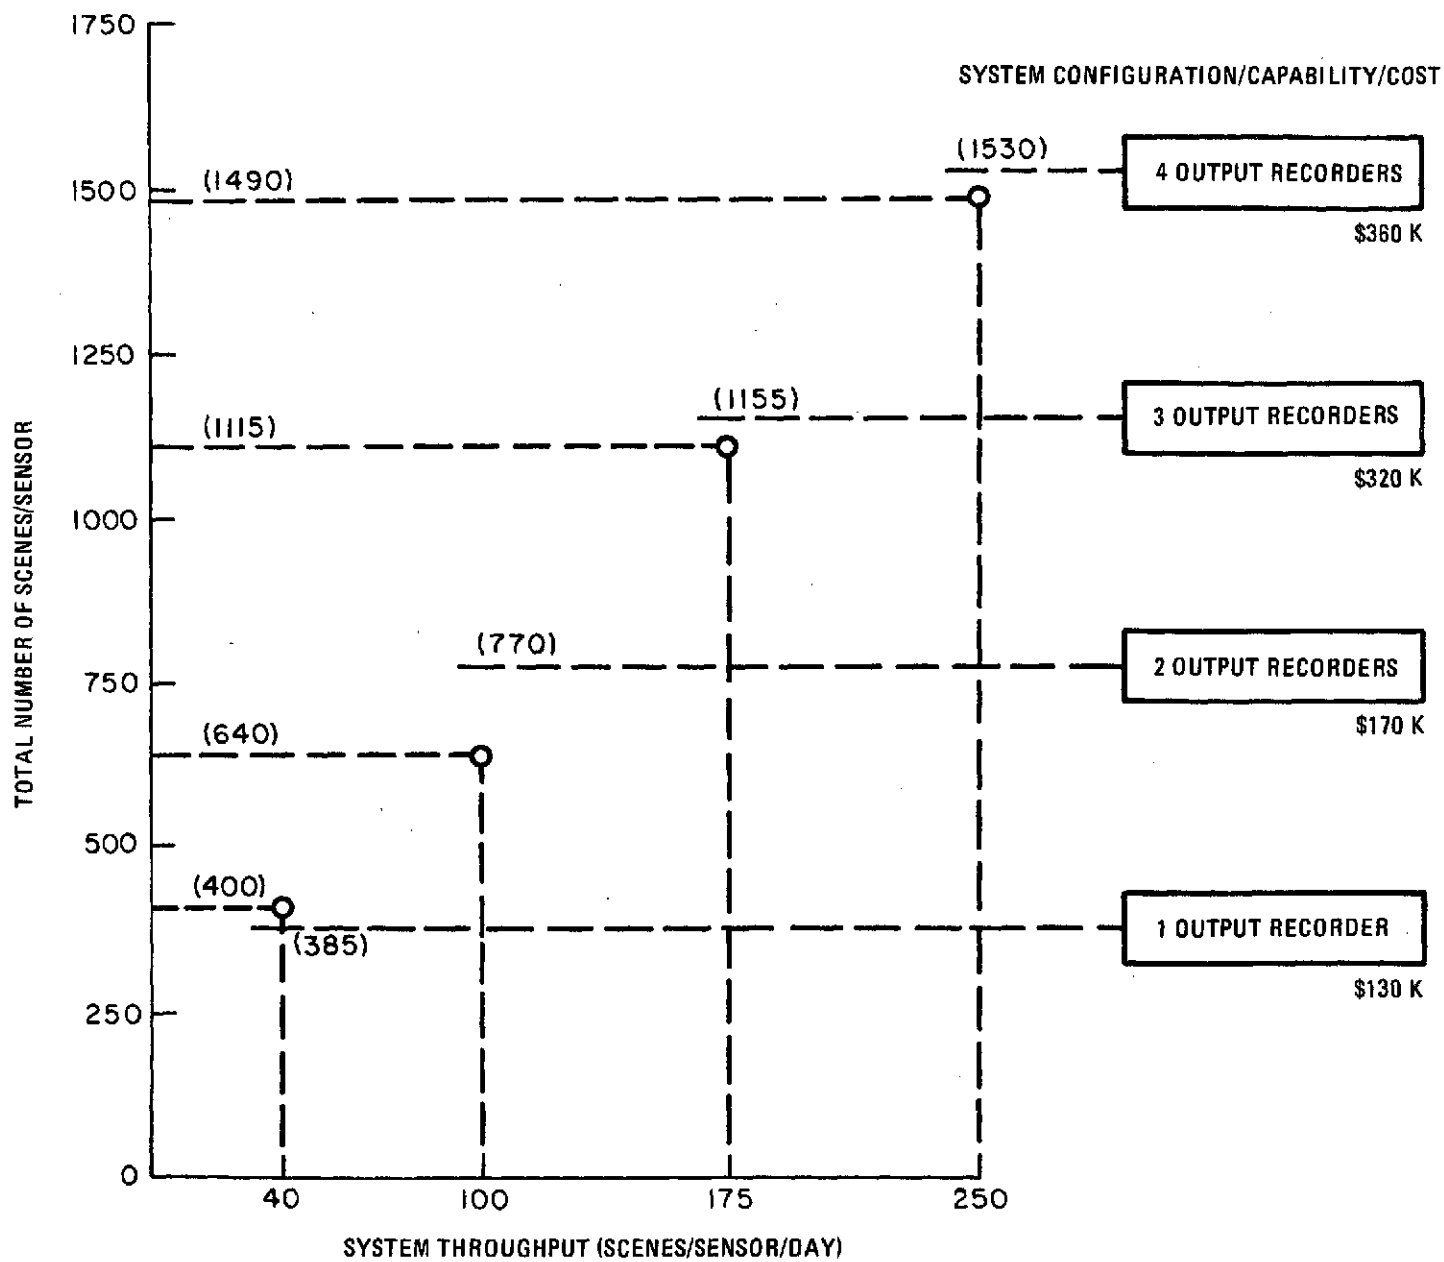 1750
SYSTEM CONFIGURATION/CAPABILITY/COST
(1530)
4 OUTPUT RECORDERS
$360 K
1500
(1490)
1250
(1155)
3 OUTPUT RECORDERS
$320 K
(1115)
TOTAL NUMBER OF SCENES/SENSOR
1000
(770)
2 OUTPUT RECORDERS
$170 K
750
(640)
500
(400)
(385)
1 OUTPUT RECORDER
$130 K
250
0
40
100
175
250
SYSTEM THROUGHPUT (SCENES/SENSOR/DAY)